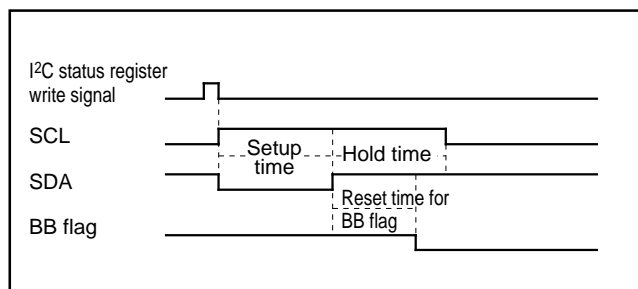 I²C status register
write signal
SCL
Setup
time
Hold time
SDA
Reset time for
BB flag
BB flag